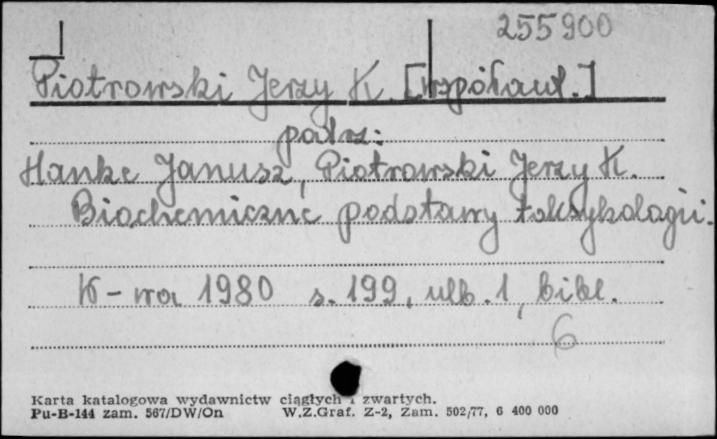 255900
Piotrowski Jerzy K. [współaut.]
patrz:
Hanke Janusz, Piotrowski Jerzy K.
Biochemiczne podstawy toksykologii.
W-wa 1980 s. 199, ulb. 1, bibl.
6
Karta katalogowa wydawnictw ciągłych i zwartych.
Pu-B-144 zam. 567/DW/On W.Z.Graf. Z-2, Zam. 502/77, 6 400 000